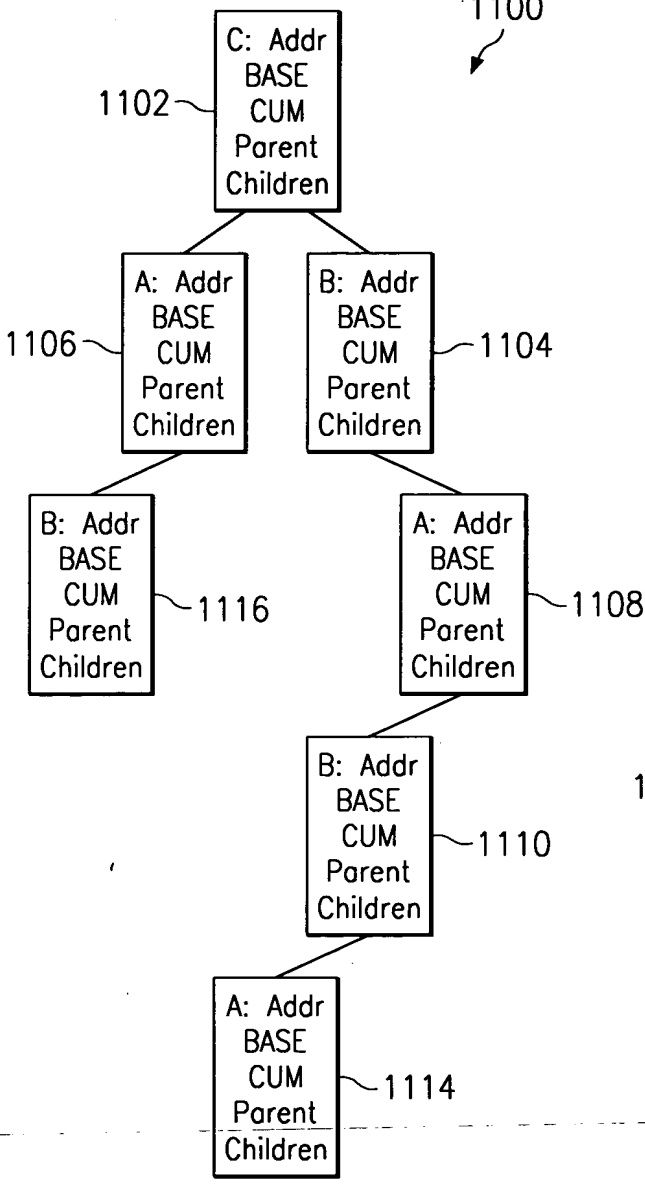 1100
C: Addr
BASE
CUM
Parent
Children
1102
A: Addr
BASE
CUM
Parent
Children
1106
B: Addr
BASE
CUM
Parent
Children
1104
B: Addr
BASE
CUM
Parent
Children
1116
A: Addr
BASE
CUM
Parent
Children
1108
B: Addr
BASE
CUM
Parent
Children
1110
1
A: Addr
BASE
CUM
Parent
Children
1114